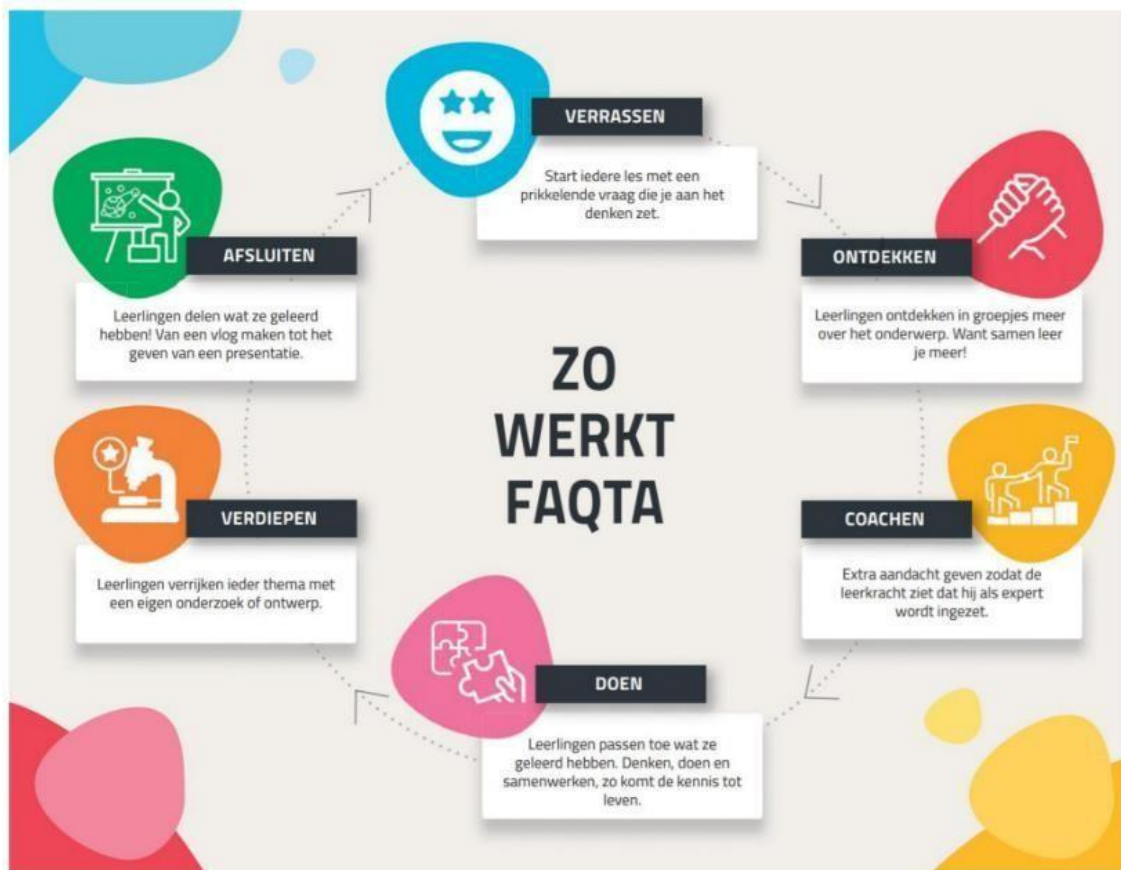 VERRASSEN
Start iedere les met een
prikkelende vraag die je aan het
denken zet.
ONTDEKKEN
Leerlingen ontdekken in groepjes meer
over het onderwerp. Want samen leer
je meer!
COACHEN
Extra aandacht geven zodat de
leerkracht ziet dat hij als expert
wordt ingezet.
DOEN
Leerlingen passen toe wat ze
geleerd hebben. Denken, doen en
samenwerken, zo komt de kennis tot
leven.
VERDIEPEN
Leerlingen verrijken ieder thema met
een eigen onderzoek of ontwerp.
AFSLUITEN
Leerlingen delen wat ze geleerd
hebben! Van een vlog maken tot het
geven van een presentatie.
ZO
WERKT
FAQTA